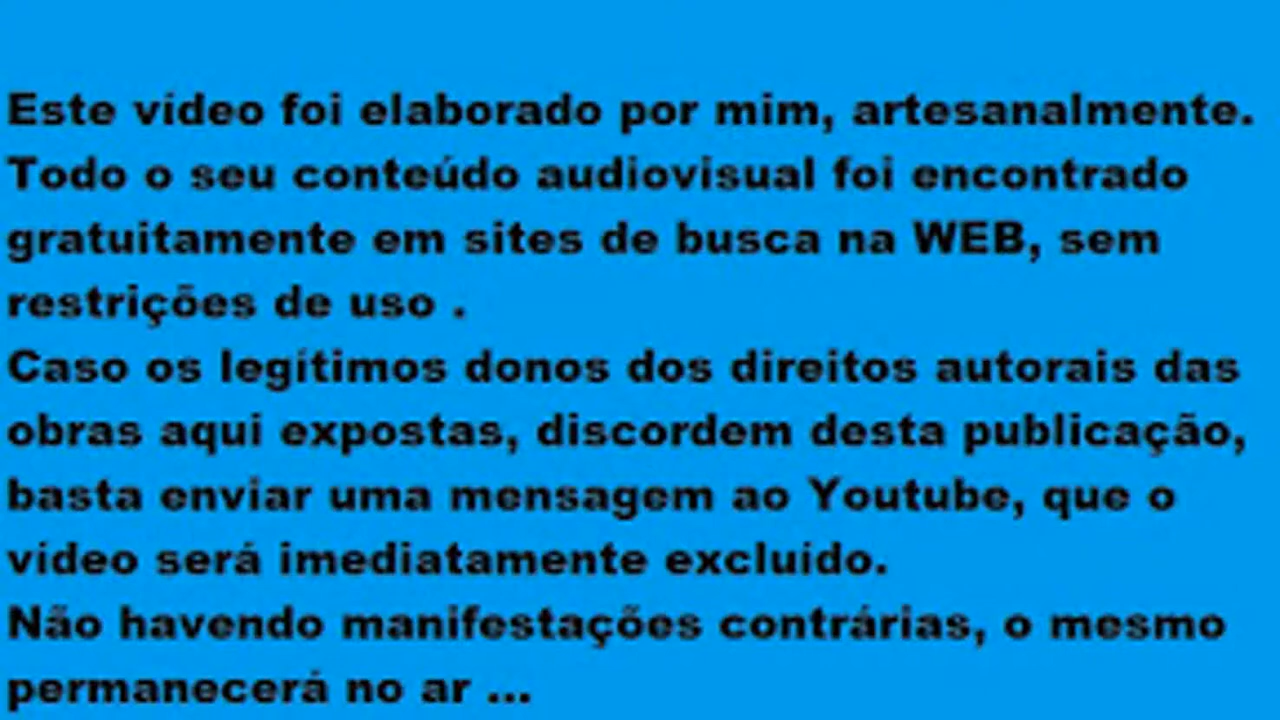 Este vídeo foi elaborado por mim, artesanalmente.
Todo o seu conteúdo audiovisual foi encontrado
gratuitamente em sites de busca na WEB, sem
restrições de uso .
Caso os legítimos donos dos direitos autorais das
obras aqui expostas, discordem desta publicação,
basta enviar uma mensagem ao Youtube, que o
vídeo será imediatamente excluído.
Não havendo manifestações contrárias, o mesmo
permanecerá no ar ...